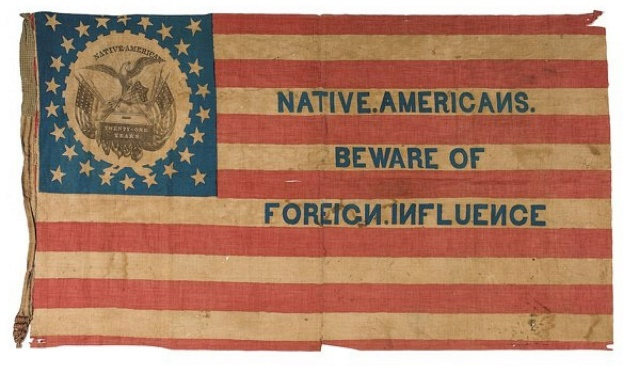 NATIVE AMERICAN
TWENTY-ONE
YEARS.
NATIVE.AMERICANS.
BEWARE OF
FOREIGN.INFLUENCE